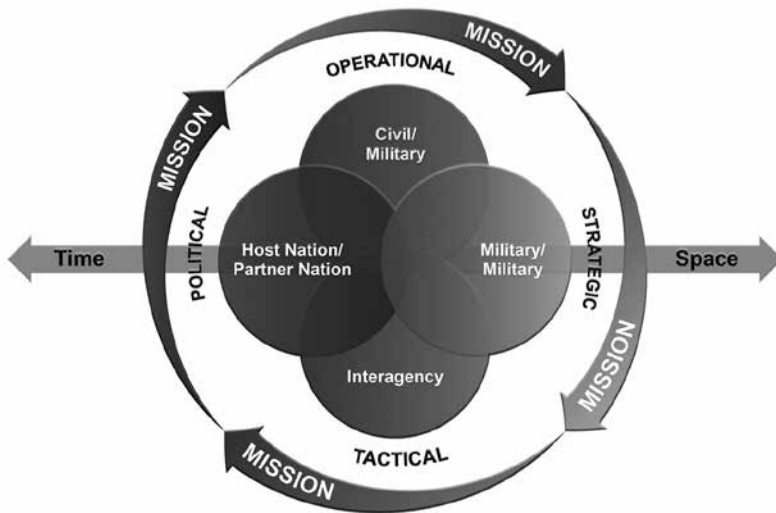 MISSION
OPERATIONAL
Civil/
Military
MISSION
POLITICAL
Time
Host Nation/
Partner Nation
Military/
Military
STRATEGIC
Space
Interagency
MISSION
TACTICAL
MISSION